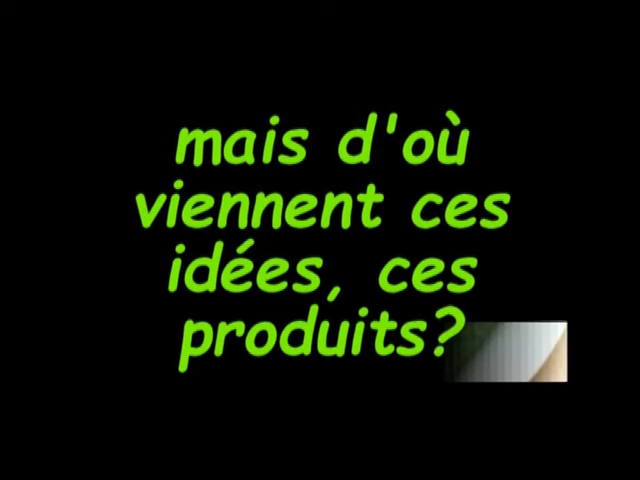 mais d'où
viennent ces
idées, ces
produits?